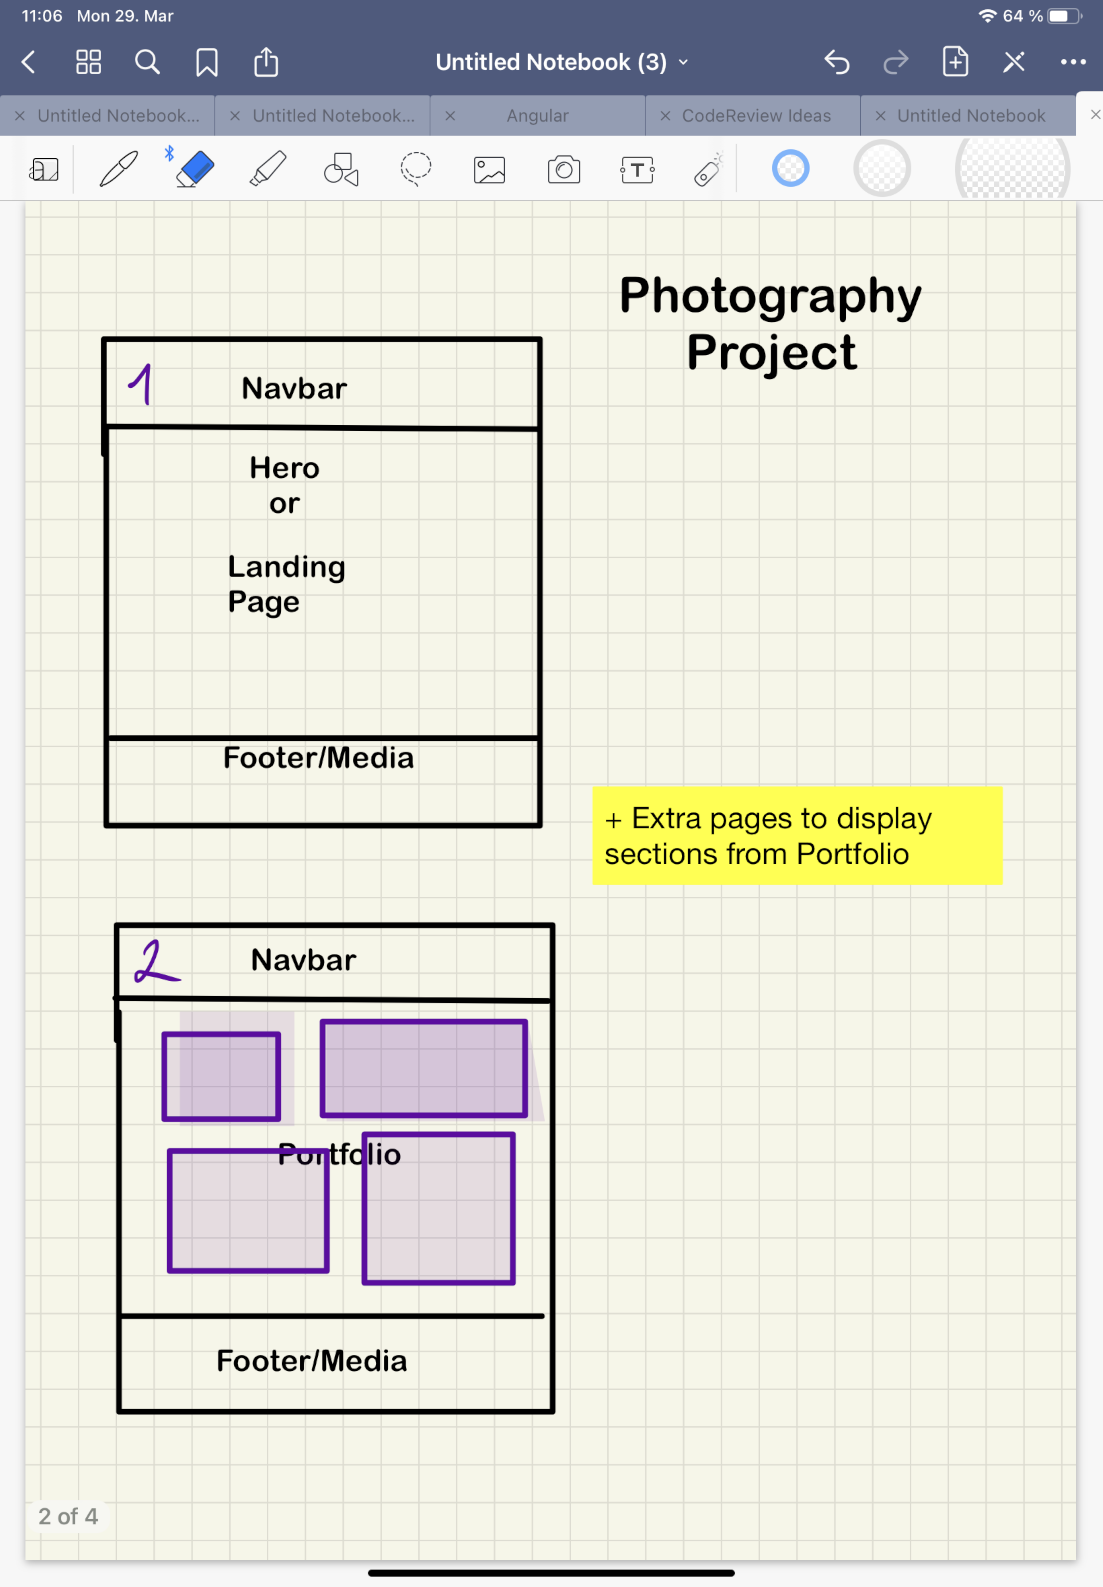 11:06 Mon 29. Mar
64 %
Untitled Notebook (3)
Untitled Notebook...
Untitled Notebook...
Angular
CodeReview Ideas
Untitled Notebook
a
T
Photography
Project
1
Navbar
Hero
or
Landing
Page
Footer/Media
+ Extra pages to display
sections from Portfolio
2
Navbar
Portfolio
Footer/Media
2 of 4